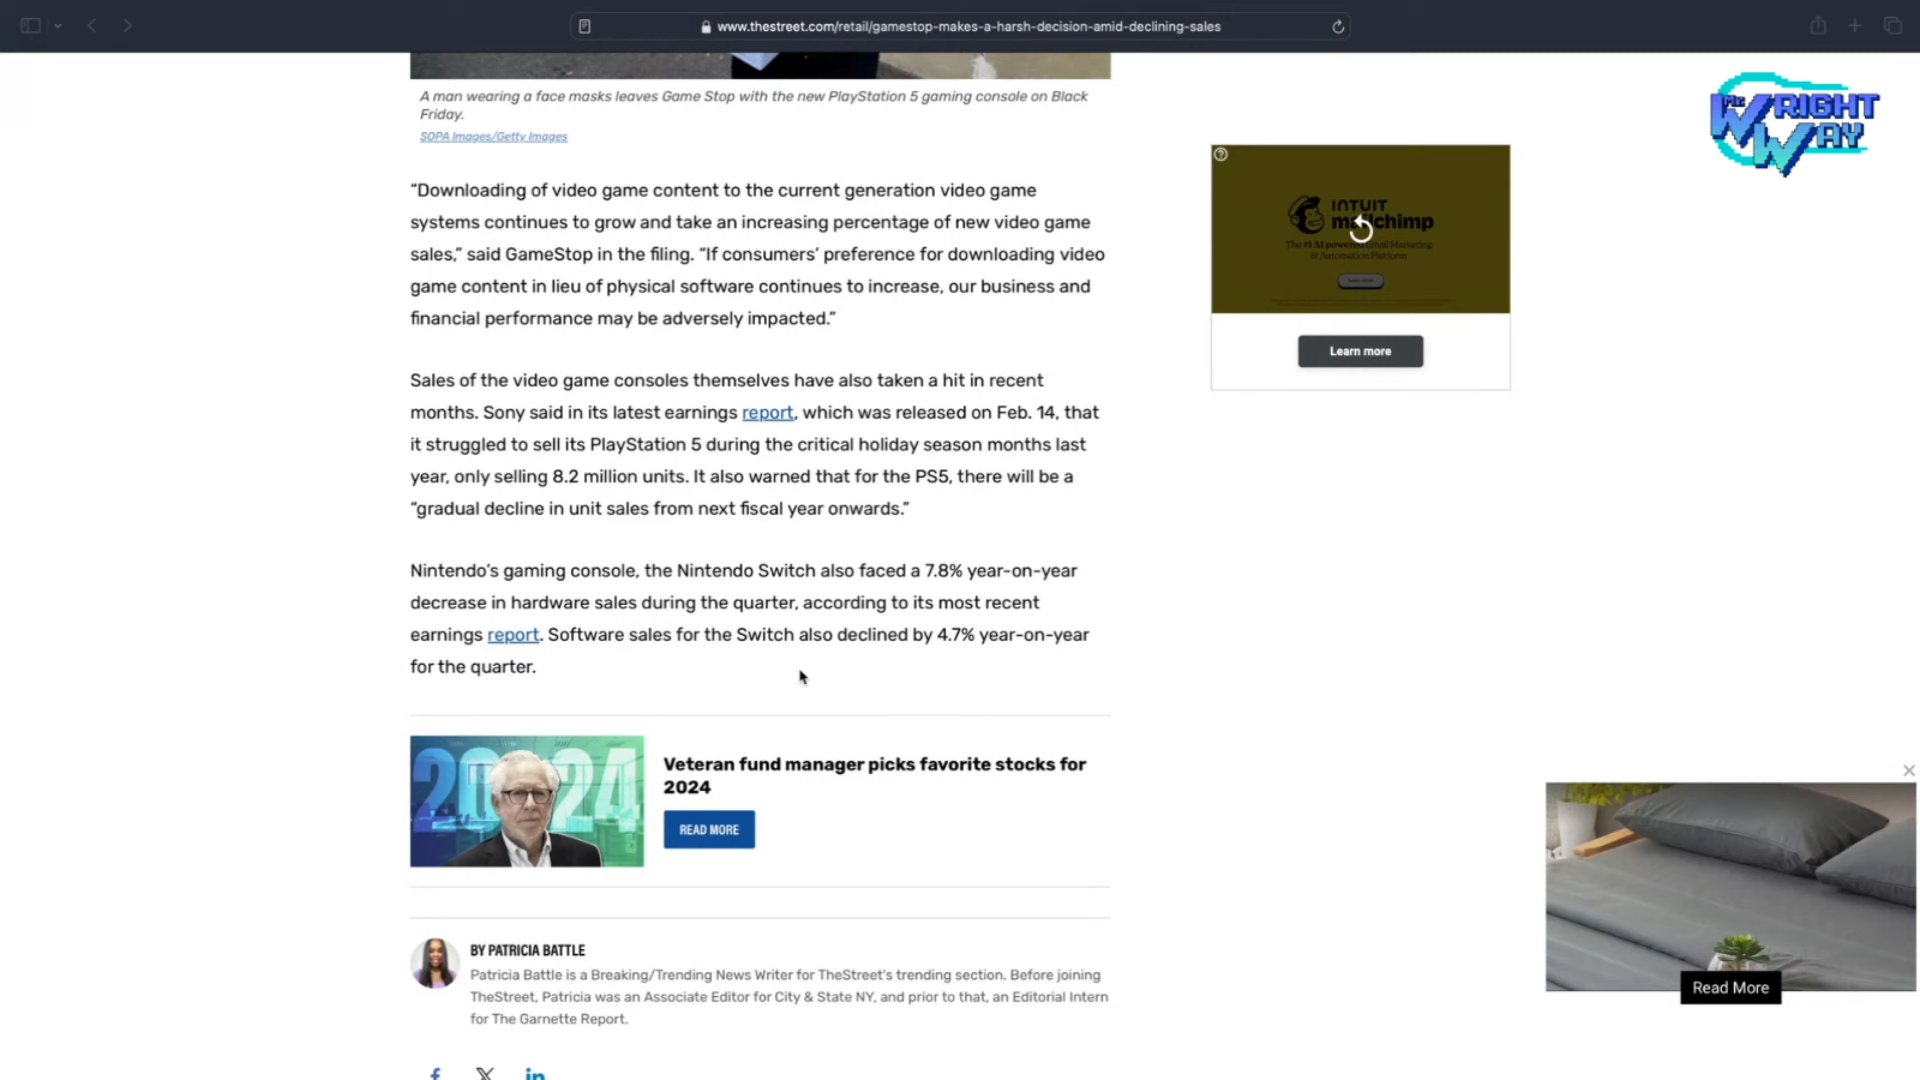 www.thestreet.com/retail/gamestop-makes-a-harsh-decision-amid-declining-sales
A man wearing a face masks leaves Game Stop with the new PlayStation 5 gaming console on Black
Friday.
SOPA Images/Getty Images
“Downloading of video game content to the current generation video game
systems continues to grow and take an increasing percentage of new video game
sales,” said GameStop in the filing. “If consumers’ preference for downloading video
game content in lieu of physical software continues to increase, our business and
financial performance may be adversely impacted.”
Sales of the video game consoles themselves have also taken a hit in recent
months. Sony said in its latest earnings report, which was released on Feb. 14, that
it struggled to sell its PlayStation 5 during the critical holiday season months last
year, only selling 8.2 million units. It also warned that for the PS5, there will be a
“gradual decline in unit sales from next fiscal year onwards.”
Nintendo’s gaming console, the Nintendo Switch also faced a 7.8% year-on-year
decrease in hardware sales during the quarter, according to its most recent
earnings report. Software sales for the Switch also declined by 4.7% year-on-year
for the quarter.
2024
Veteran fund manager picks favorite stocks for
2024
READ MORE
BY PATRICIA BATTLE
Patricia Battle is a Breaking/Trending News Writer for TheStreet's trending section. Before joining
TheStreet, Patricia was an Associate Editor for City & State NY, and prior to that, an Editorial Intern
for The Garnette Report.
MC
WRIGHT
WAY
INTUIT
mailchimp
The #1 AI powered Email Marketing
& Automation Platform
Learn more
Read More